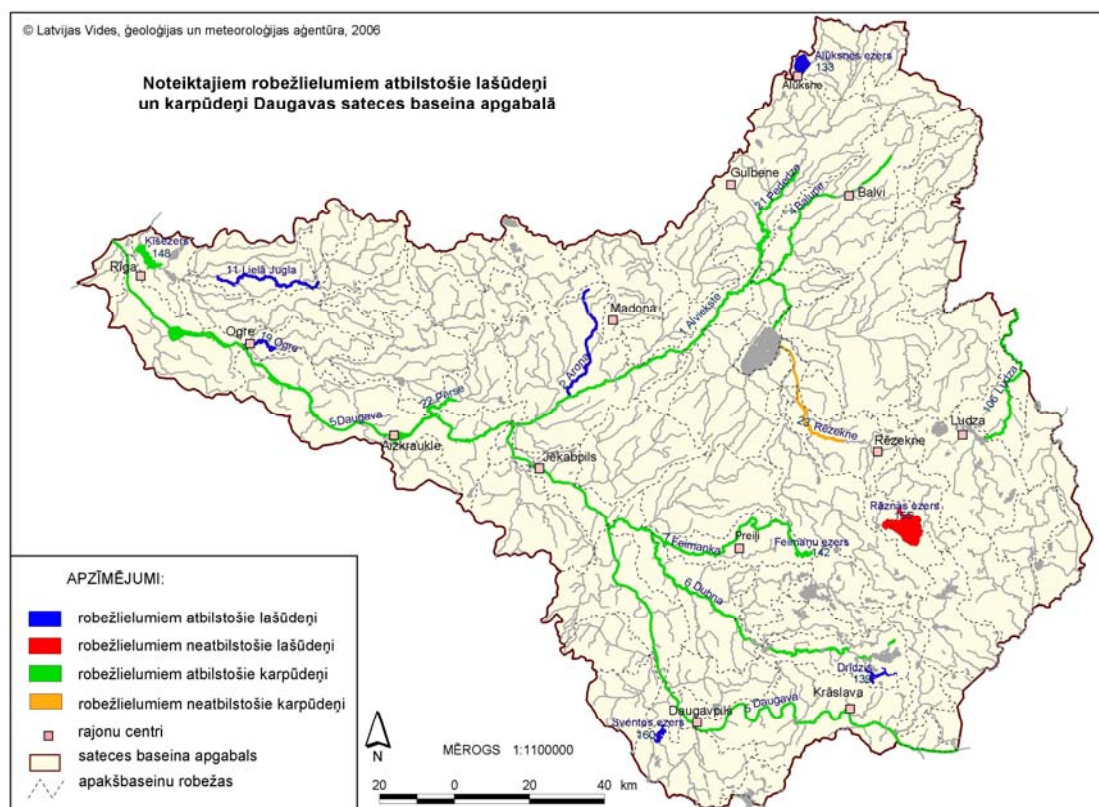 © Latvijas Vides, ģeoloģijas un meteoroloģijas aģentūra, 2006
Noteiktajiem robežlielumiem atbilstošie lašūdeņi
un karpūdeņi Daugavas sateces baseina apgabalā
Alūksnes ezers
133
Alūksne
Gulbene
21 Pededze
4 Balupe
Balvi
Ķīšezers
148
Rīga
11 Lielā Jugla
Madona
1 Aiviekste
2 Arona
Ogre
19 Ogre
22 Pērse
5 Daugava
Aizkraukle
106 Ludza
Ludza
23 Rēzekne
Rēzekne
Jēkabpils
Rāznas ezers
7 Feimanka
Preiļi
Feimaņu ezers
142
6 Dubna
Drīdzis
139
5 Daugava
Krāslava
Daugavpils
Sventes ezers
160
APZĪMĒJUMI:
robežlielumiem atbilstošie lašūdeņi
robežlielumiem neatbilstošie lašūdeņi
robežlielumiem atbilstošie karpūdeņi
robežlielumiem neatbilstošie karpūdeņi
rajonu centri
sateces baseina apgabals
apakšbaseinu robežas
N
MĒROGS 1:1100000
20 0 20 40 km